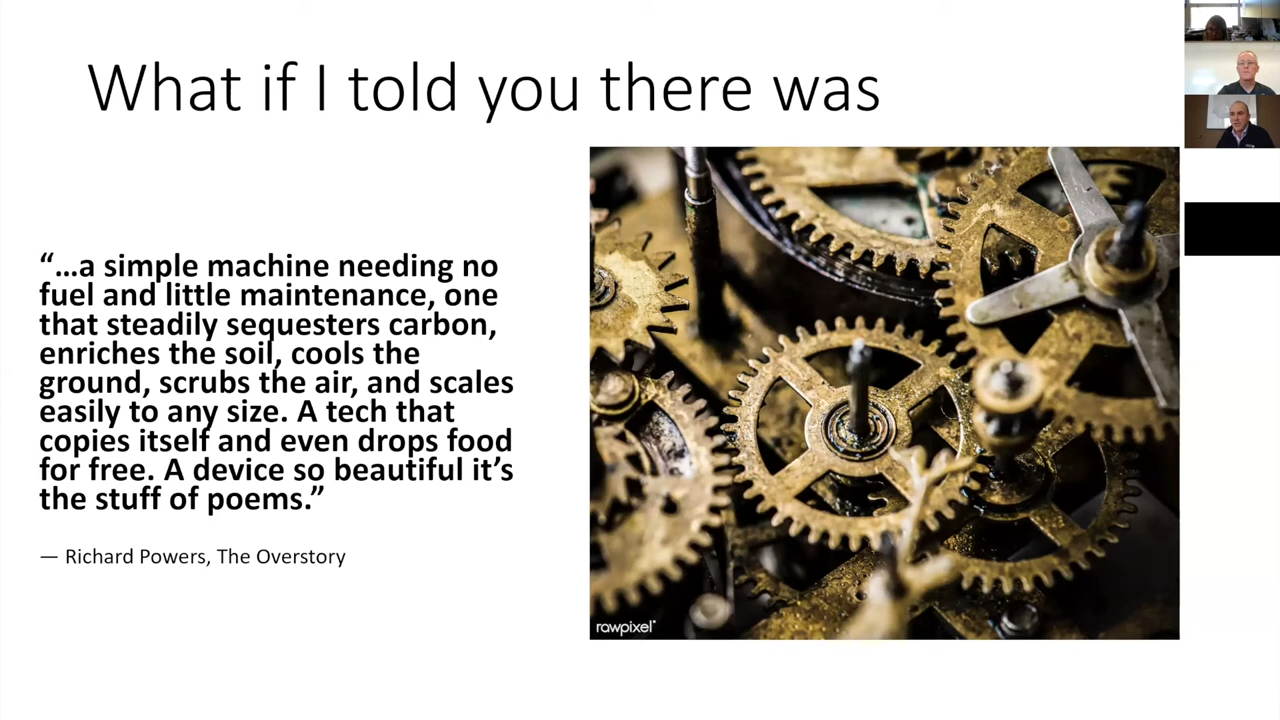 What if I told you there was
“…a simple machine needing no
fuel and little maintenance, one
that steadily sequesters carbon,
enriches the soil, cools the
ground, scrubs the air, and scales
easily to any size. A tech that
copies itself and even drops food
for free. A device so beautiful it’s
the stuff of poems.”
— Richard Powers, The Overstory
rawpixel